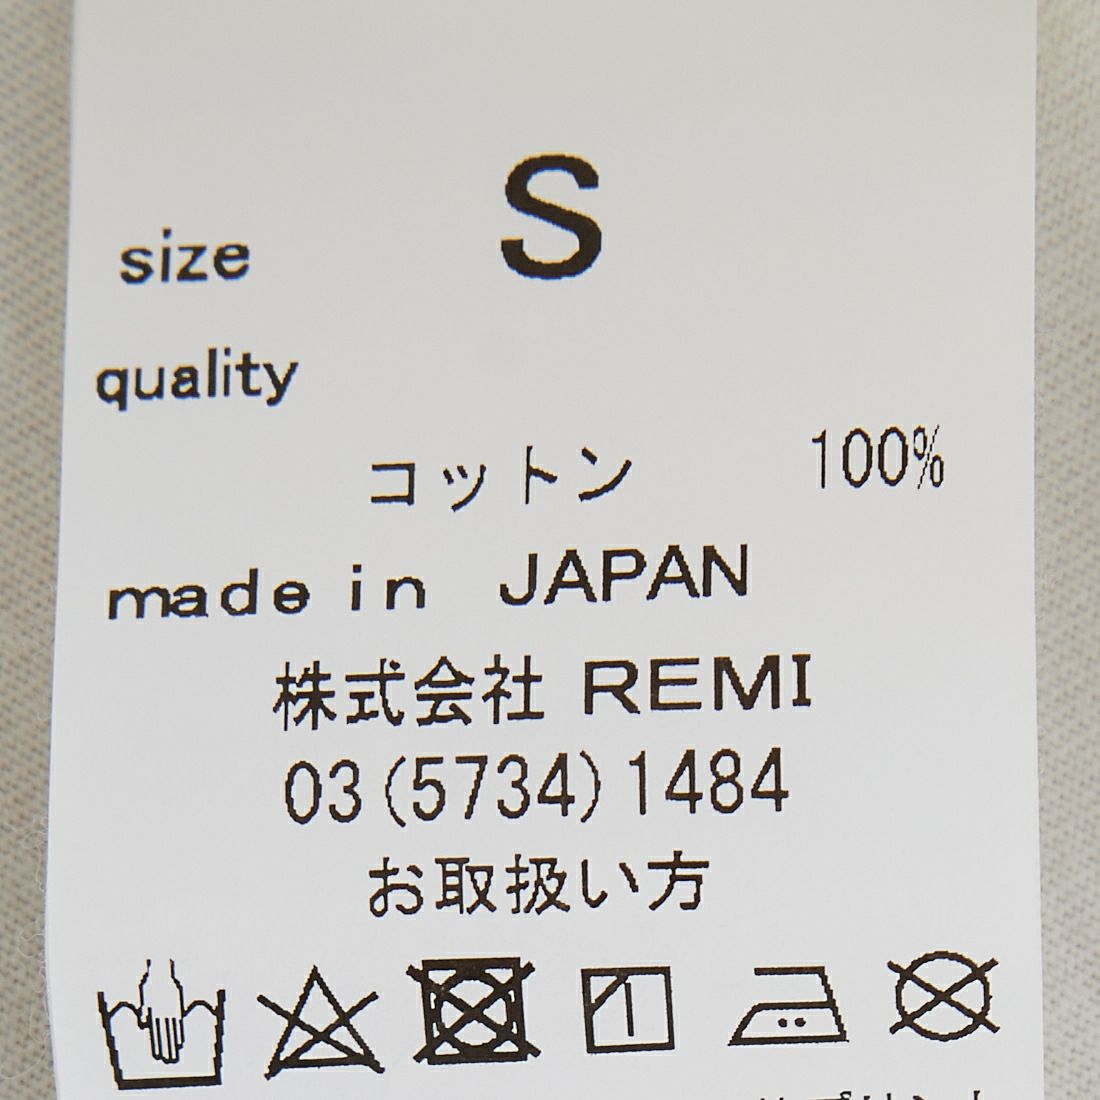 size S
quality
コットン 100%
made in JAPAN
株式会社 REMI
03(5734)1484
お取扱い方